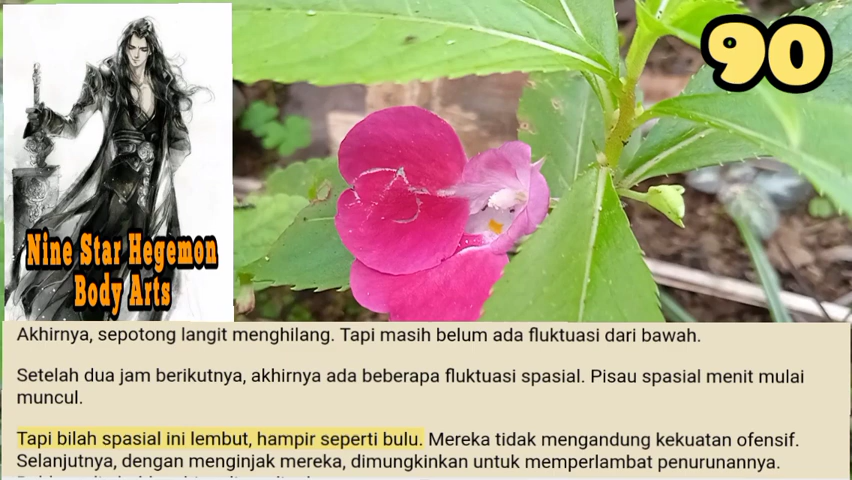 90
Nine Star Hegemon
Body Arts
Akhirnya, sepotong langit menghilang. Tapi masih belum ada fluktuasi dari bawah.
Setelah dua jam berikutnya, akhirnya ada beberapa fluktuasi spasial. Pisau spasial menit mulai
muncul.
Tapi bilah spasial ini lembut, hampir seperti bulu. Mereka tidak mengandung kekuatan ofensif.
Selanjutnya, dengan menginjak mereka, dimungkinkan untuk memperlambat penurunannya.